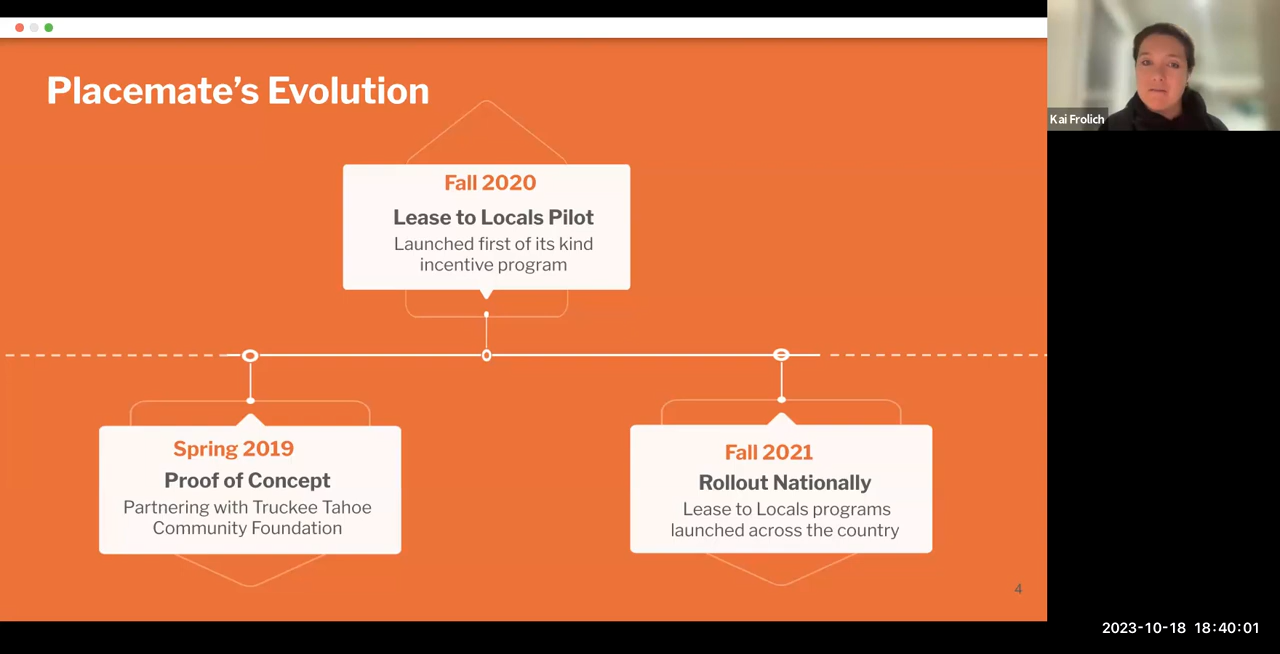 Placemate's Evolution
Kai Frolich
Fall 2020
Lease to Locals Pilot
Launched first of its kind
incentive program
Spring 2019
Proof of Concept
Partnering with Truckee Tahoe
Community Foundation
Fall 2021
Rollout Nationally
Lease to Locals programs
launched across the country
4
2023-10-18 18:40:01